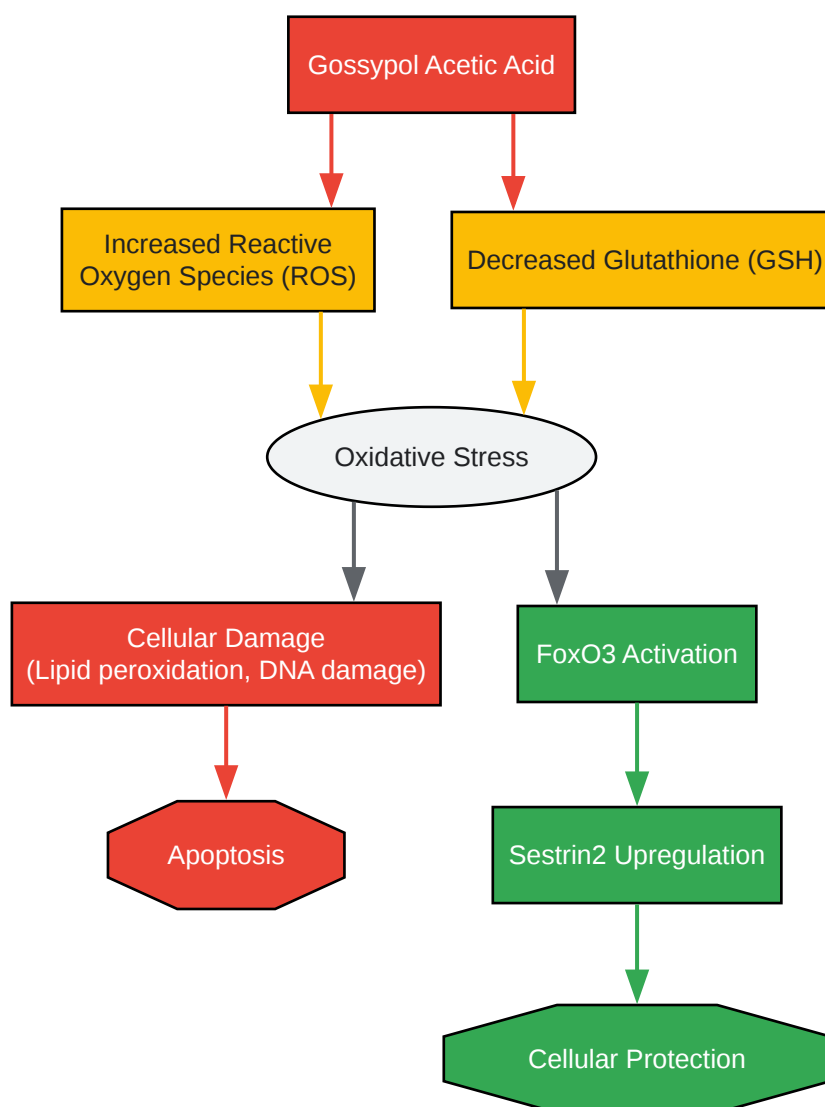 Gossypol Acetic Acid
Increased Reactive
Oxygen Species (ROS)
Decreased Glutathione (GSH)
Oxidative Stress
Cellular Damage
(Lipid peroxidation, DNA damage)
FoxO3 Activation
Apoptosis
Sestrin2 Upregulation
Cellular Protection